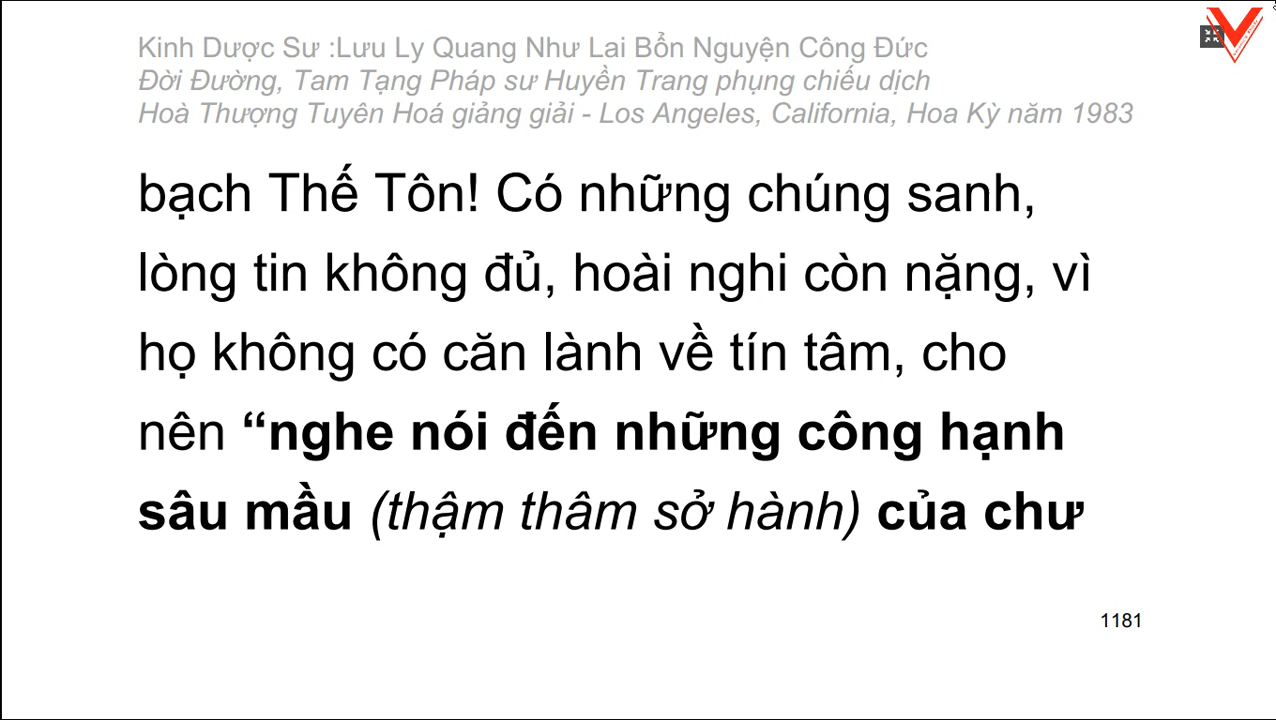 Kinh Dược Sư :Lưu Ly Quang Như Lai Bổn Nguyện Công Đức
Đời Đường, Tam Tạng Pháp sư Huyền Trang phụng chiếu dịch
Hoà Thượng Tuyên Hoá giảng giải - Los Angeles, California, Hoa Kỳ năm 1983
bạch Thế Tôn! Có những chúng sanh,
lòng tin không đủ, hoài nghi còn nặng, vì
họ không có căn lành về tín tâm, cho
nên “nghe nói đến những công hạnh
sâu mầu (thậm thâm sở hành) của chư
1181